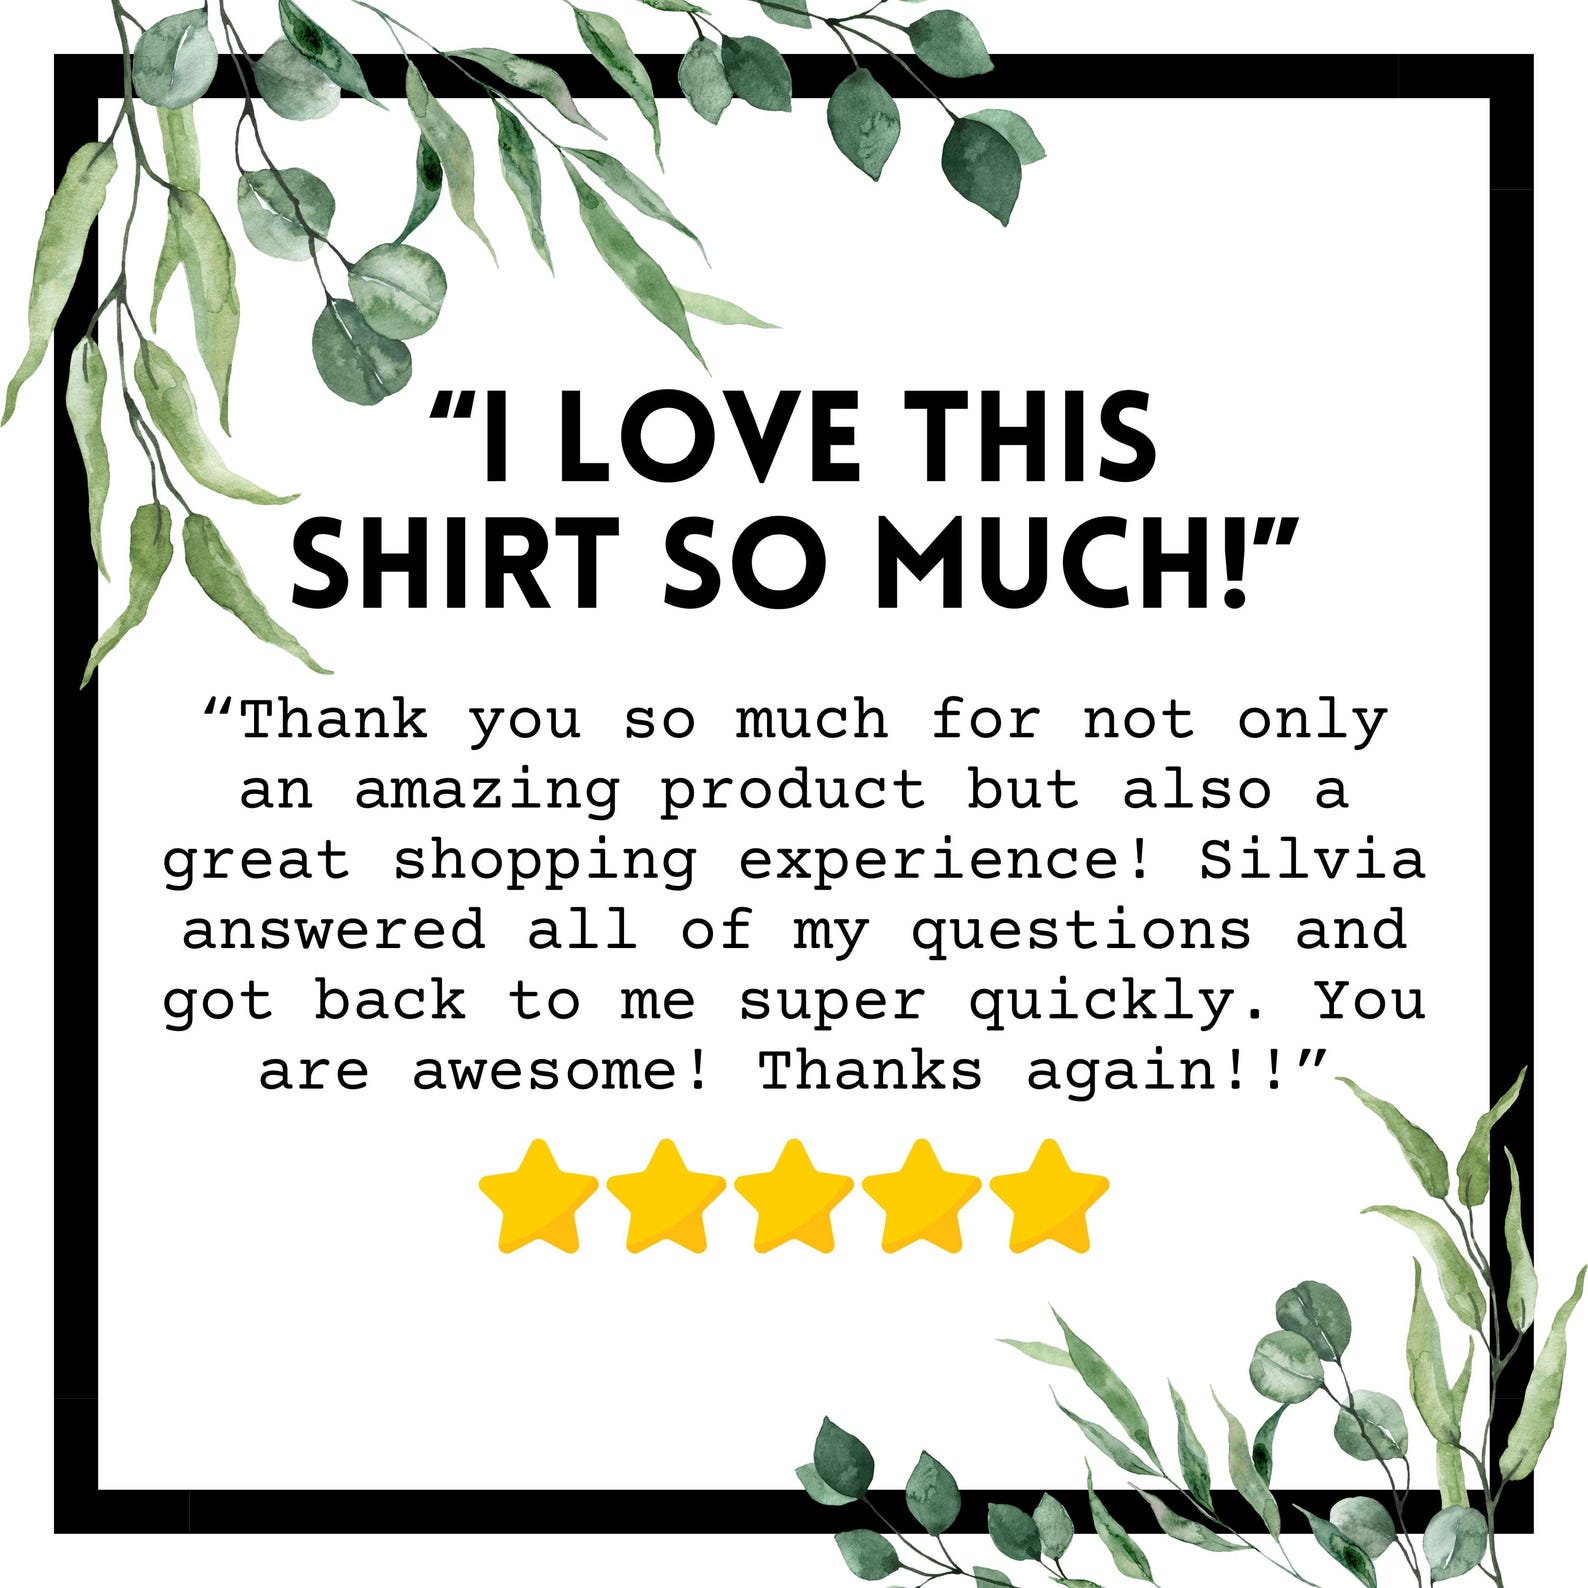 “I LOVE THIS
SHIRT SO MUCH!”
“Thank you so much for not only
an amazing product but also a
great shopping experience! Silvia
answered all of my questions and
got back to me super quickly. You
are awesome! Thanks again!!”